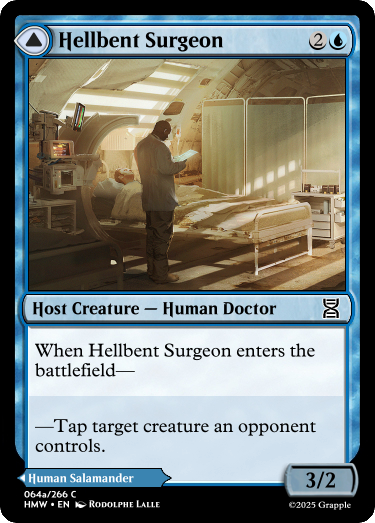 Hellbent Surgeon
2
Host Creature — Human Doctor
When Hellbent Surgeon enters the
battlefield—
—Tap target creature an opponent
controls.
Human Salamander
3/2
064a/266 C
HMW • EN Rodolphe Lalle
©2025 Grapple